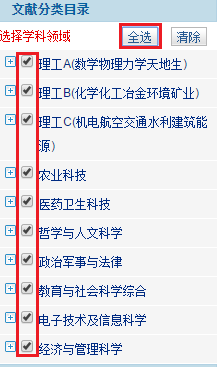 文献分类目录
选择学科领域 全选 清除
理工A(数学物理力学天地生)
理工B(化学化工冶金环境矿业)
理工C(机电航空交通水利建筑能
源)
农业科技
医药卫生科技
哲学与人文科学
政治军事与法律
教育与社会科学综合
电子技术及信息科学
经济与管理科学